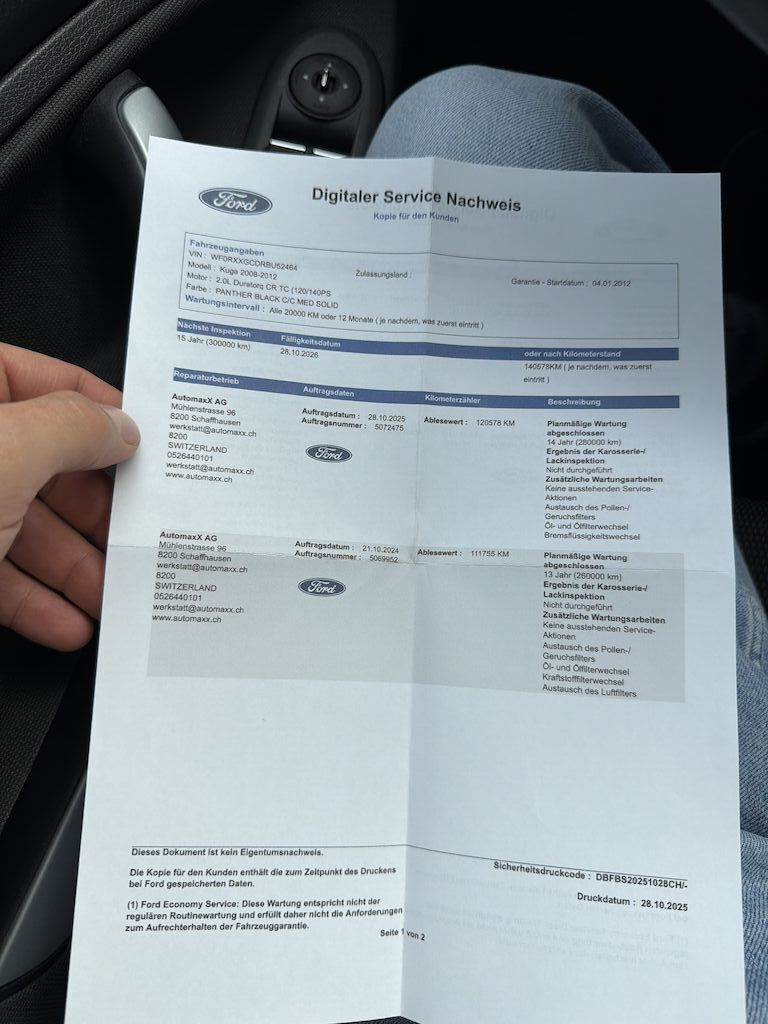 Ford
Digitaler Service Nachweis
Kopie für den Kunden
Fahrzeugangaben
VIN : WF0RXXGCDRBU52464
Modell : Kuga 2008-2012
Motor : 2.0L Duratorq CR TC (120/140PS
Farbe : PANTHER BLACK C/C MED SOLID
Zulassungsland :
Garantie - Startdatum : 04.01.2012
Wartungsintervall : Alle 20000 KM oder 12 Monate ( je nachdem, was zuerst eintritt )
Nächste Inspektion Fälligkeitsdatum oder nach Kilometerstand
15 Jahr (300000 km) 28.10.2026 140578KM ( je nachdem, was zuerst
eintritt )
Reparaturbetrieb Auftragsdaten Kilometerzähler Beschreibung
AutomaxX AG
Mühlenstrasse 96
8200 Schaffhausen
werkstatt@automaxx.ch
8200
SWITZERLAND
0526440101
werkstatt@automaxx.ch
www.automaxx.ch
Auftragsdatum : 28.10.2025
Auftragsnummer : 5072475
Ford
Ablesewert : 120578 KM
Planmäßige Wartung
abgeschlossen
14 Jahr (280000 km)
Ergebnis der Karosserie-/
Lackinspektion
Nicht durchgeführt
Zusätzliche Wartungsarbeiten
Keine ausstehenden Service-
Aktionen
Austausch des Pollen-/
Geruchsfilters
Öl- und Ölfilterwechsel
Bremsflüssigkeitswechsel
AutomaxX AG
Mühlenstrasse 96
8200 Schaffhausen
werkstatt@automaxx.ch
8200
SWITZERLAND
0526440101
werkstatt@automaxx.ch
www.automaxx.ch
Auftragsdatum : 21.10.2024
Auftragsnummer : 5069952
Ford
Ablesewert : 111755 KM
Planmäßige Wartung
abgeschlossen
13 Jahr (260000 km)
Ergebnis der Karosserie-/
Lackinspektion
Nicht durchgeführt
Zusätzliche Wartungsarbeiten
Keine ausstehenden Service-
Aktionen
Austausch des Pollen-/
Geruchsfilters
Öl- und Ölfilterwechsel
Kraftstofffilterwechsel
Austausch des Luftfilters
Dieses Dokument ist kein Eigentumsnachweis.
Die Kopie für den Kunden enthält die zum Zeitpunkt des Druckens
bei Ford gespeicherten Daten.
(1) Ford Economy Service: Diese Wartung entspricht nicht der
regulären Routinewartung und erfüllt daher nicht die Anforderungen
zum Aufrechterhalten der Fahrzeuggarantie.
Sicherheitsdruckcode : DBFBS20251028CH/-
Druckdatum : 28.10.2025
Seite 1 von 2